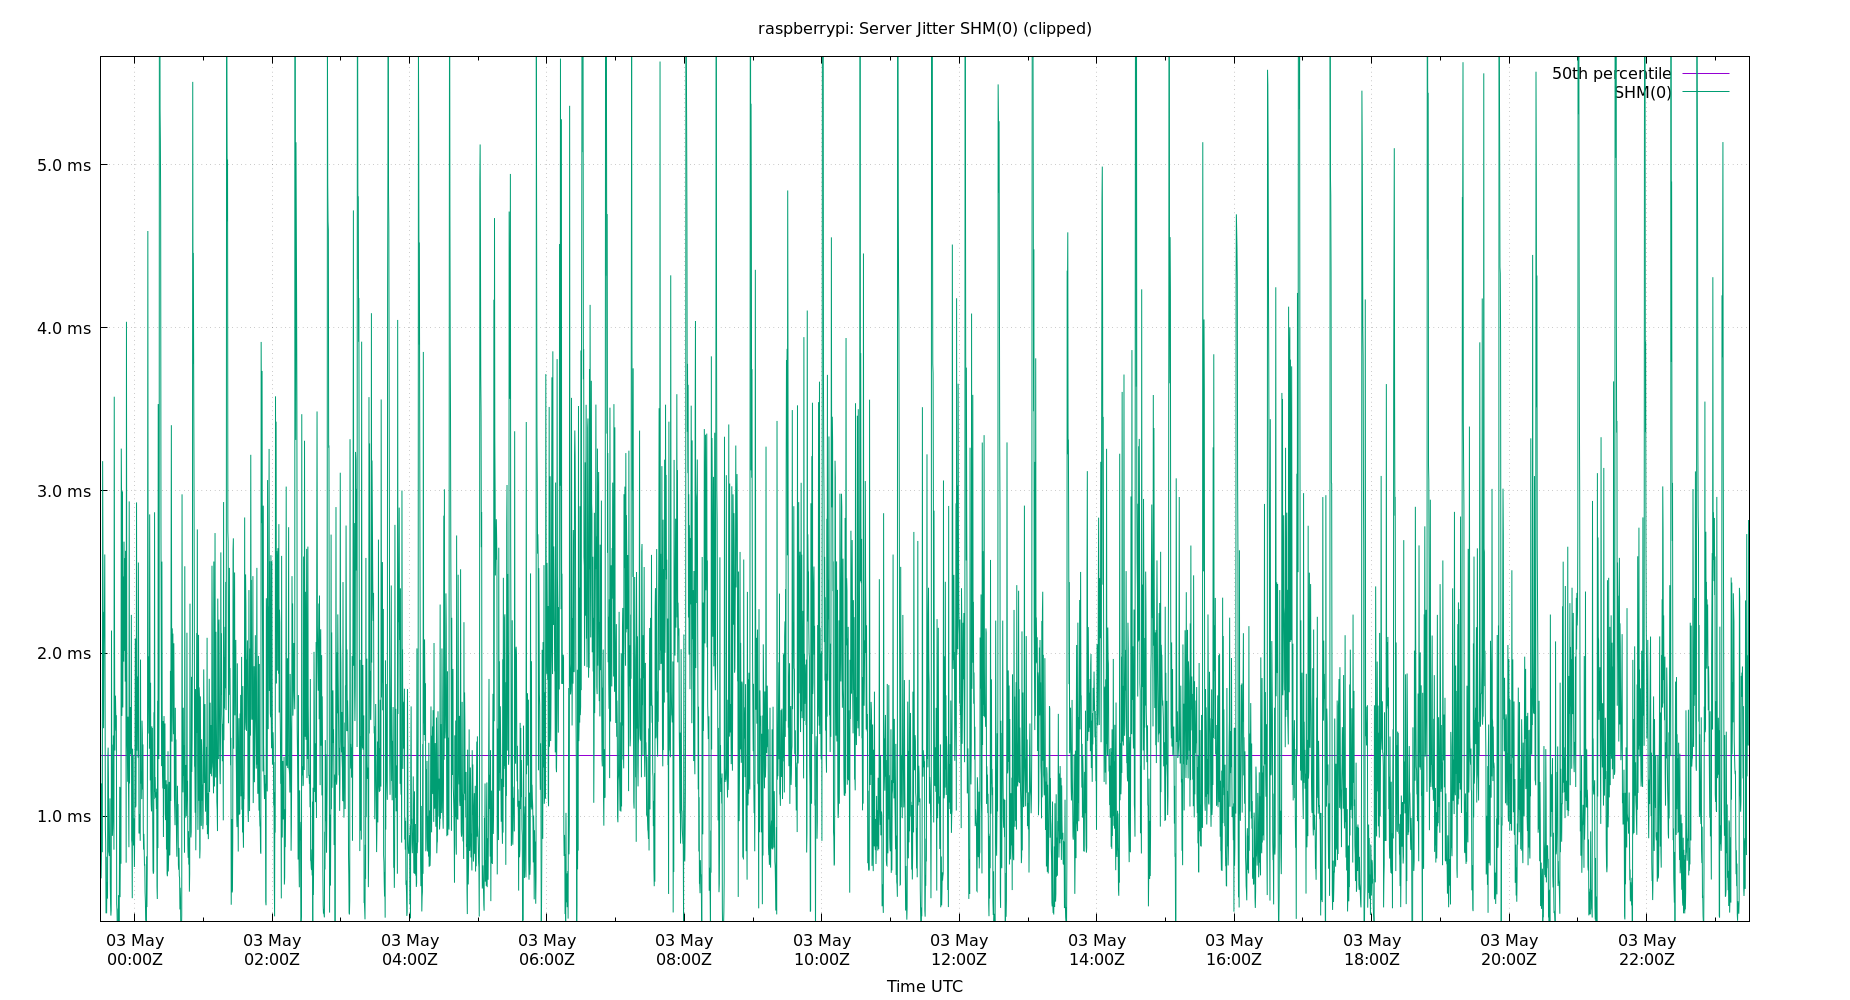 raspberrypi: Server Jitter SHM(0) (clipped)
50th percentile
SHM(0)
5.0 ms
4.0 ms
3.0 ms
2.0 ms
1.0 ms
03 May 03 May 03 May 03 May 03 May 03 May 03 May 03 May 03 May 03 May 03 May 03 May
00:00Z 02:00Z 04:00Z 06:00Z 08:00Z 10:00Z 12:00Z 14:00Z 16:00Z 18:00Z 20:00Z 22:00Z
Time UTC